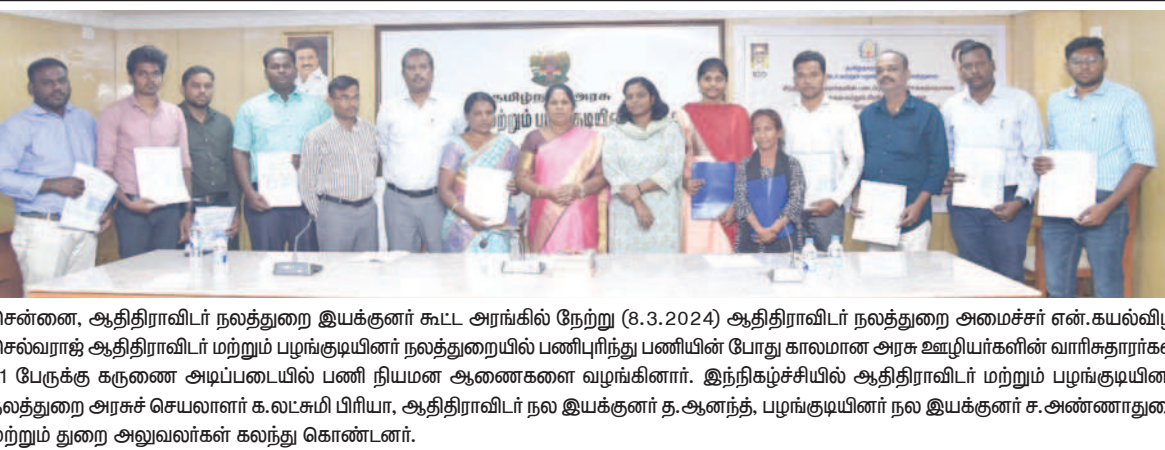 தமிழ்நாடு அரசு
சென்னை, ஆதிதிராவிடர் நலத்துறை இயக்குனர் கூட்ட அரங்கில் நேற்று (8.3.2024) ஆதிதிராவிடர் நலத்துறை அமைச்சர் என்.கயல்விழி
செல்வராஜ் ஆதிதிராவிடர் மற்றும் பழங்குடியினர் நலத்துறையில் பணிபுரிந்து பணியின் போது காலமான அரசு ஊழியர்களின் வாரிசுதாரர்கள்
1 பேருக்கு கருணை அடிப்படையில் பணி நியமன ஆணைகளை வழங்கினார். இந்நிகழ்ச்சியில் ஆதிதிராவிடர் மற்றும் பழங்குடியினர்
நலத்துறை அரசுச் செயலாளர் க.லட்சுமி பிரியா, ஆதிதிராவிடர் நல இயக்குனர் த.ஆனந்த், பழங்குடியினர் நல இயக்குனர் ச.அண்ணாதுரை
மற்றும் துறை அலுவலர்கள் கலந்து கொண்டனர்.